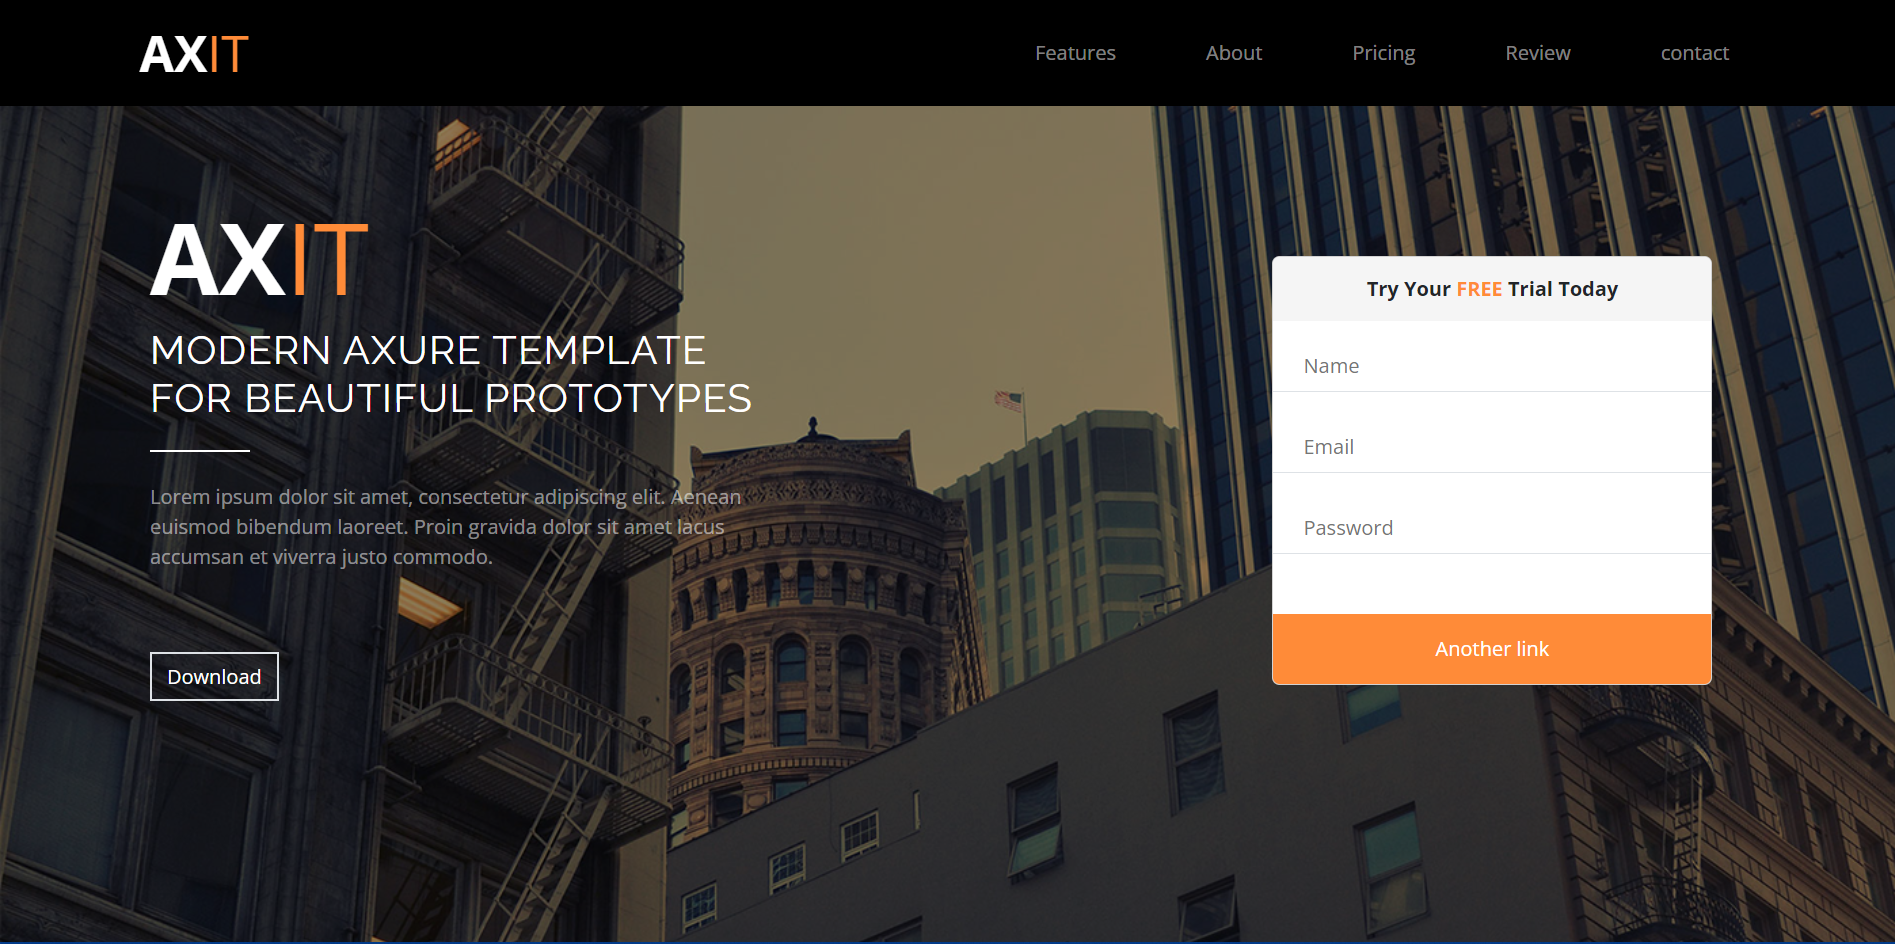 AXIT
Features
About
Pricing
Review
contact
AXIT
MODERN AXURE TEMPLATE
FOR BEAUTIFUL PROTOTYPES
Lorem ipsum dolor sit amet, consectetur adipiscing elit. Aenean
euismod bibendum laoreet. Proin gravida dolor sit amet lacus
accumsan et viverra justo commodo.
Download
Try Your FREE Trial Today
Name
Email
Password
Another link